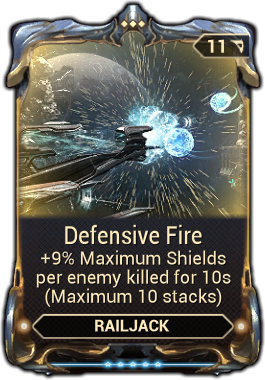 11
Defensive Fire
+9% Maximum Shields
per enemy killed for 10s
(Maximum 10 stacks)
RAILJACK